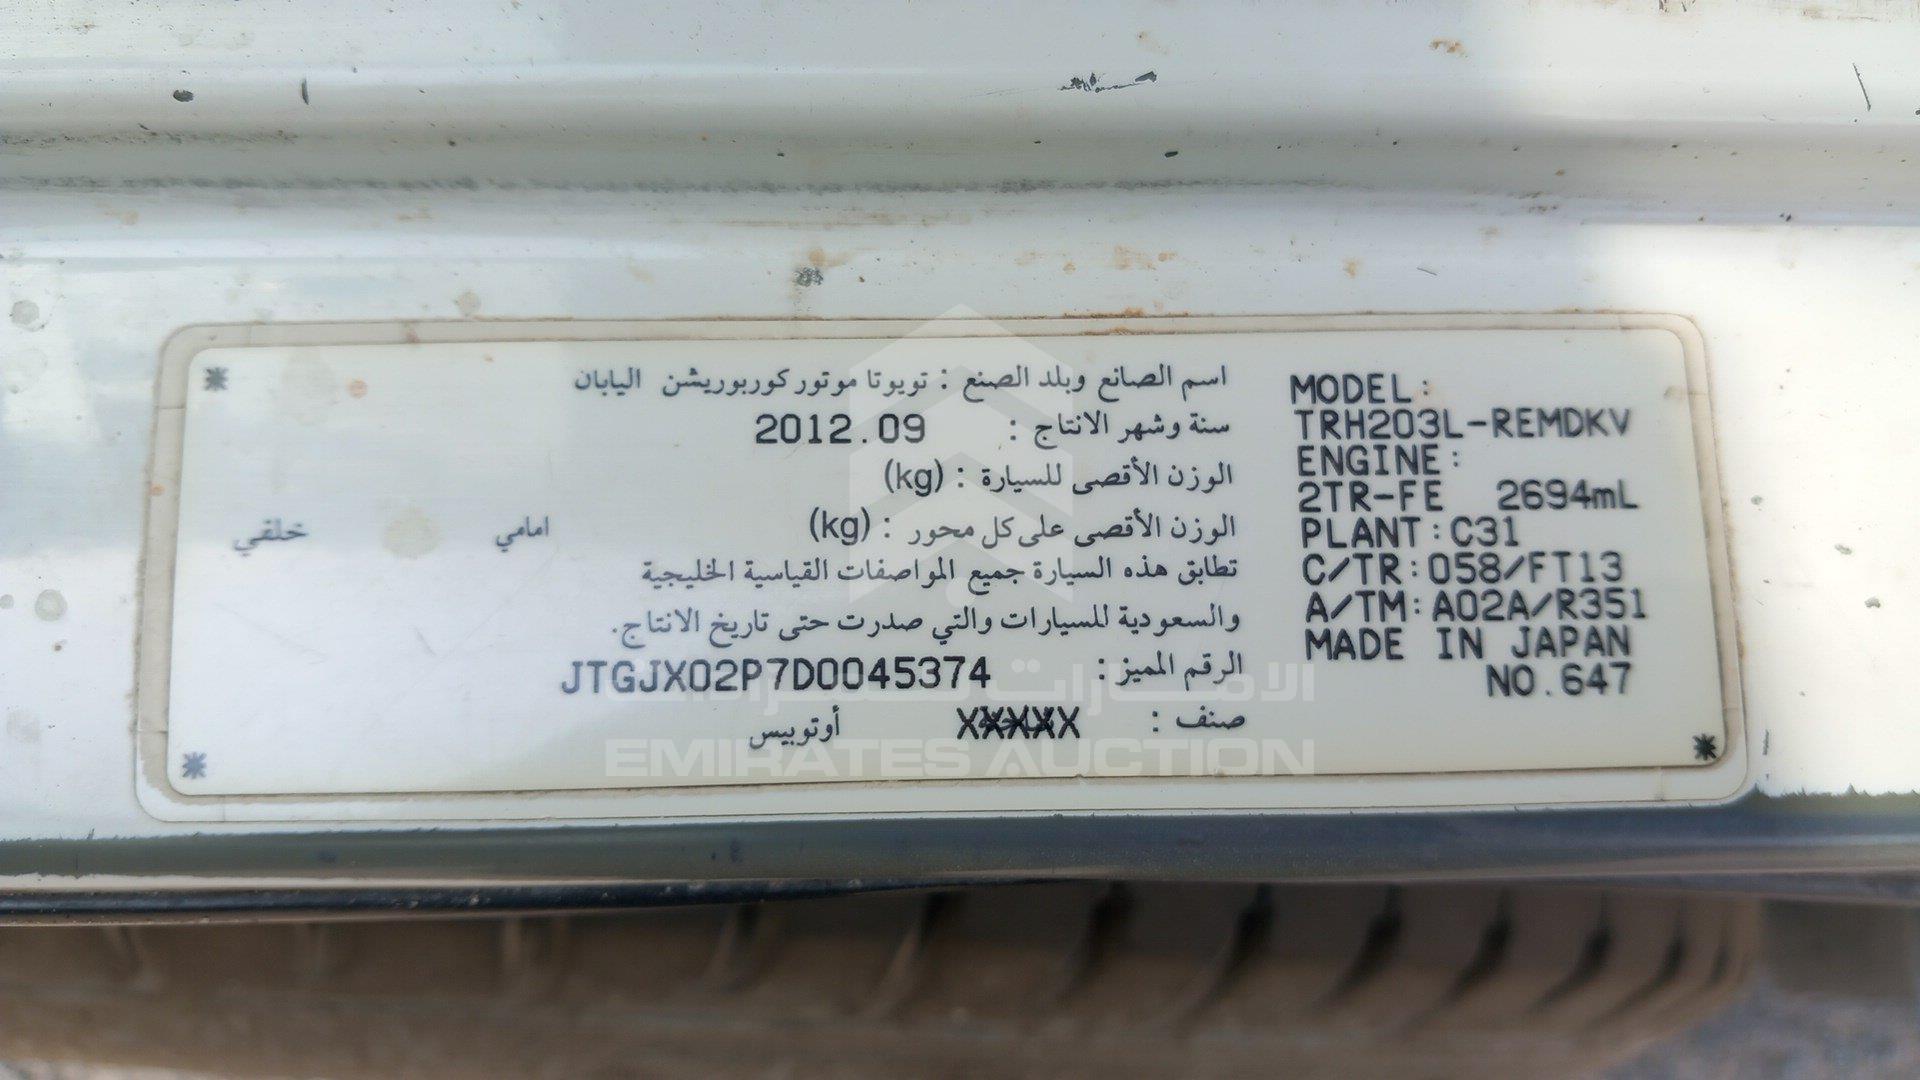 اسم الصانع وبلد الصنع : تويوتا موتور كوربوريشن اليابان
سنة وشهر الانتاج : 2012.09
الوزن الأقصى للسيارة : (kg)
الوزن الأقصى على كل محور : (kg) امامي خلقي
تطابق هذه السيارة جميع المواصفات القياسية الخليجية
والسعودية للسيارات والتي صدرت حتى تاريخ الانتاج.
الرقم المميز : JTGJX02P7D0045374
صنف : XXXXX أوتوبيس
MODEL:
TRH203L-REMDKV
ENGINE:
2TR-FE 2694mL
PLANT:C31
C/TR:058/FT13
A/TM:A02A/R351
MADE IN JAPAN
NO.647
الامارات للمزادات
EMIRATES AUCTION